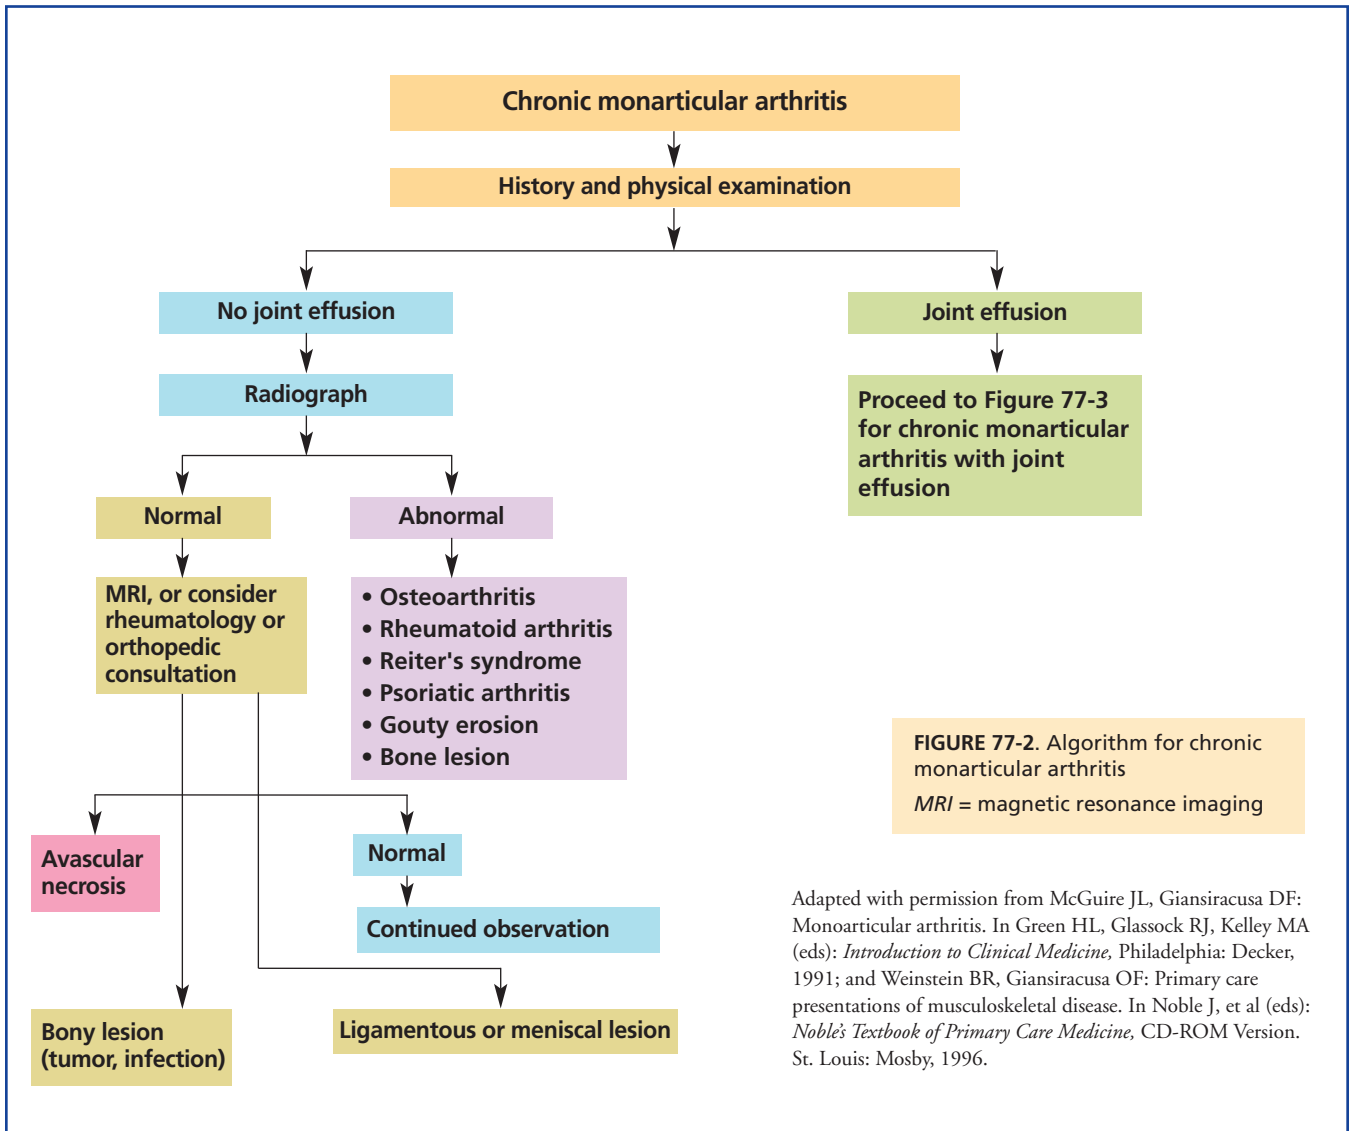 Chronic monarticular arthritis
History and physical examination
No joint effusion
Joint effusion
Radiograph
Proceed to Figure 77-3
for chronic monarticular
arthritis with joint
effusion
Normal
Abnormal
MRI, or consider
rheumatology or
orthopedic
consultation
• Osteoarthritis
• Rheumatoid arthritis
• Reiter's syndrome
• Psoriatic arthritis
• Gouty erosion
• Bone lesion
FIGURE 77-2. Algorithm for chronic
monarticular arthritis
MRI = magnetic resonance imaging
Avascular
necrosis
Normal
Continued observation
Bony lesion
(tumor, infection)
Ligamentous or meniscal lesion
Adapted with permission from McGuire JL, Giansiracusa DF:
Monoarticular arthritis. In Green HL, Glassock RJ, Kelley MA
(eds): Introduction to Clinical Medicine, Philadelphia: Decker,
1991; and Weinstein BR, Giansiracusa OF: Primary care
presentations of musculoskeletal disease. In Noble J, et al (eds):
Noble's Textbook of Primary Care Medicine, CD-ROM Version.
St. Louis: Mosby, 1996.